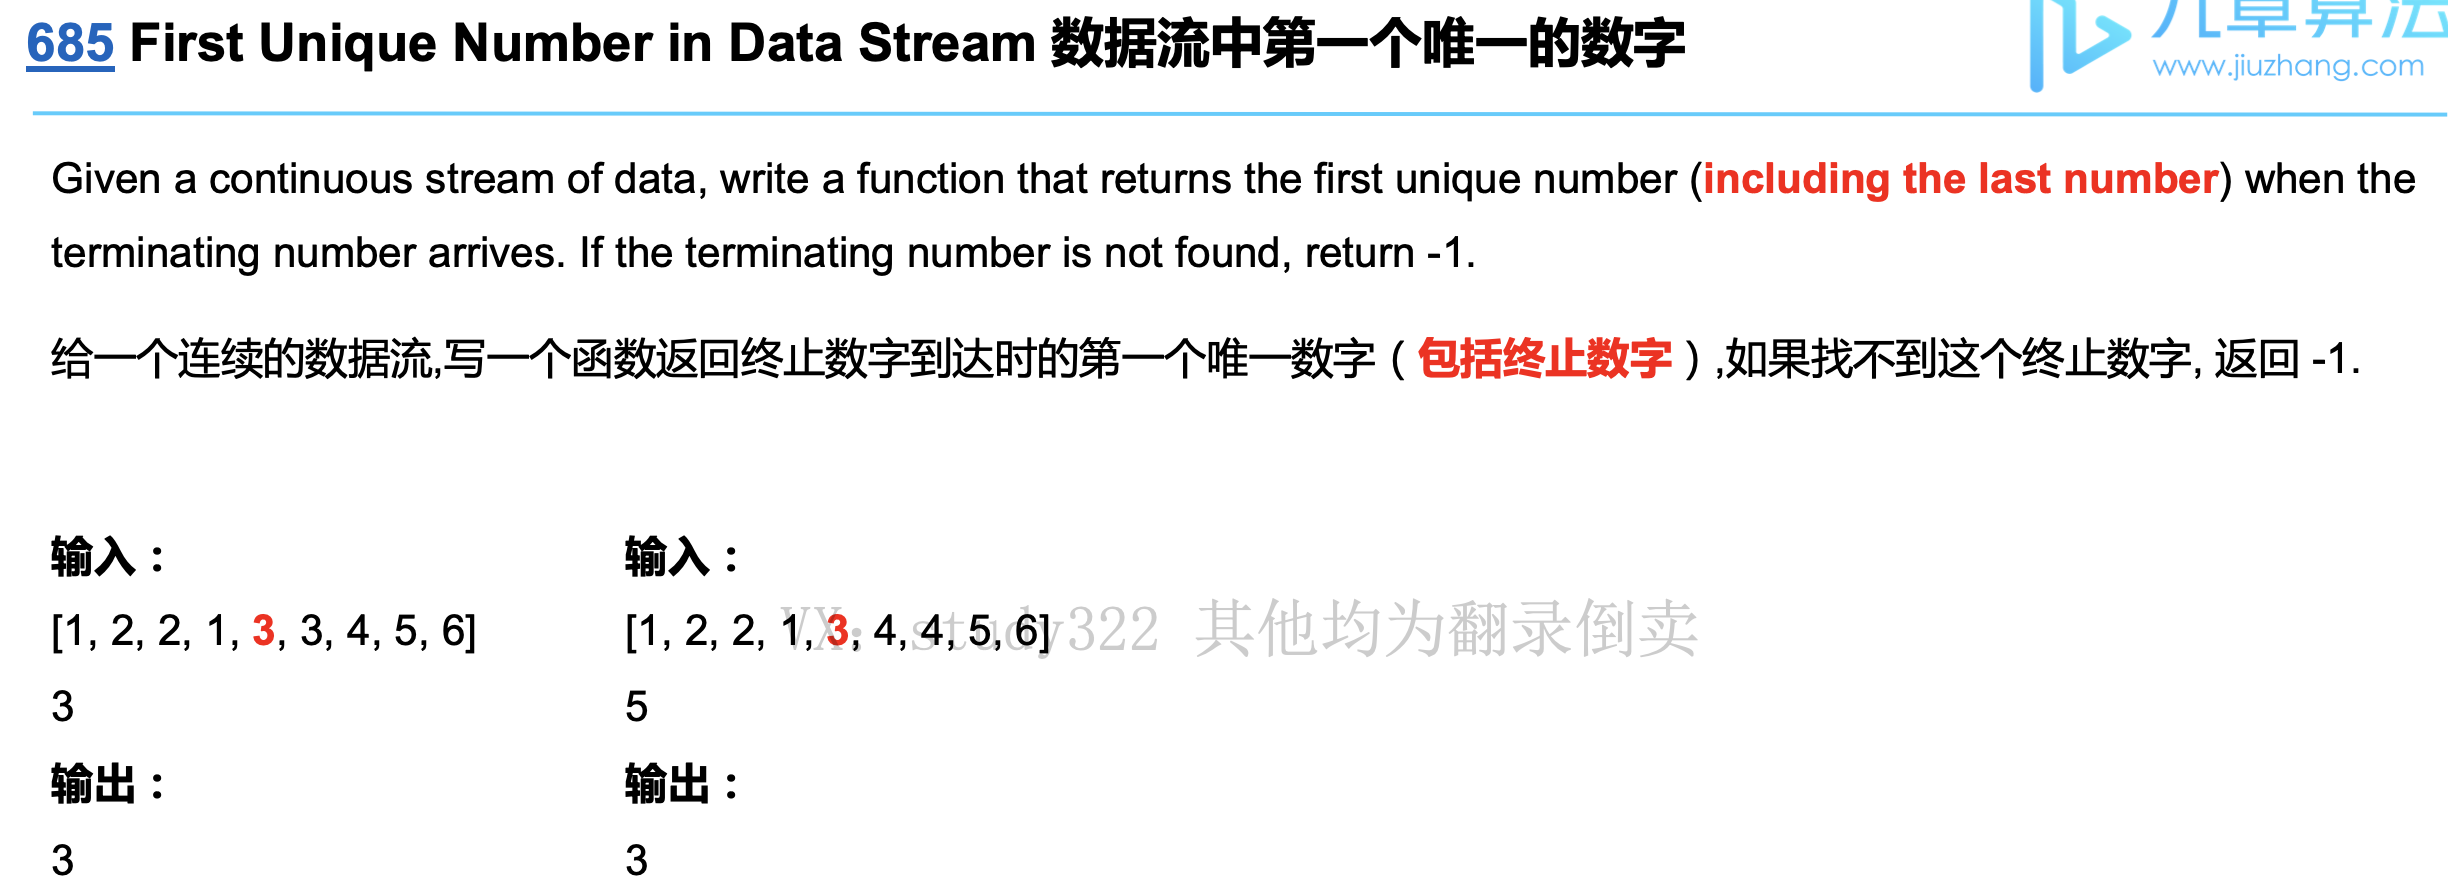 685 First Unique Number in Data Stream 数据流中第一个唯一的数字
九章算法
www.jiuzhang.com
Given a continuous stream of data, write a function that returns the first unique number (including the last number) when the
terminating number arrives. If the terminating number is not found, return -1.
给一个连续的数据流,写一个函数返回终止数字到达时的第一个唯一数字（包括终止数字）,如果找不到这个终止数字, 返回 -1.
输入：
[1, 2, 2, 1, 3, 3, 4, 5, 6]
3
输出：
3
输入：
[1, 2, 2, 1, 3, 4, 4, 5, 6]
5
输出：
3
VX: study322 其他均为翻录倒卖